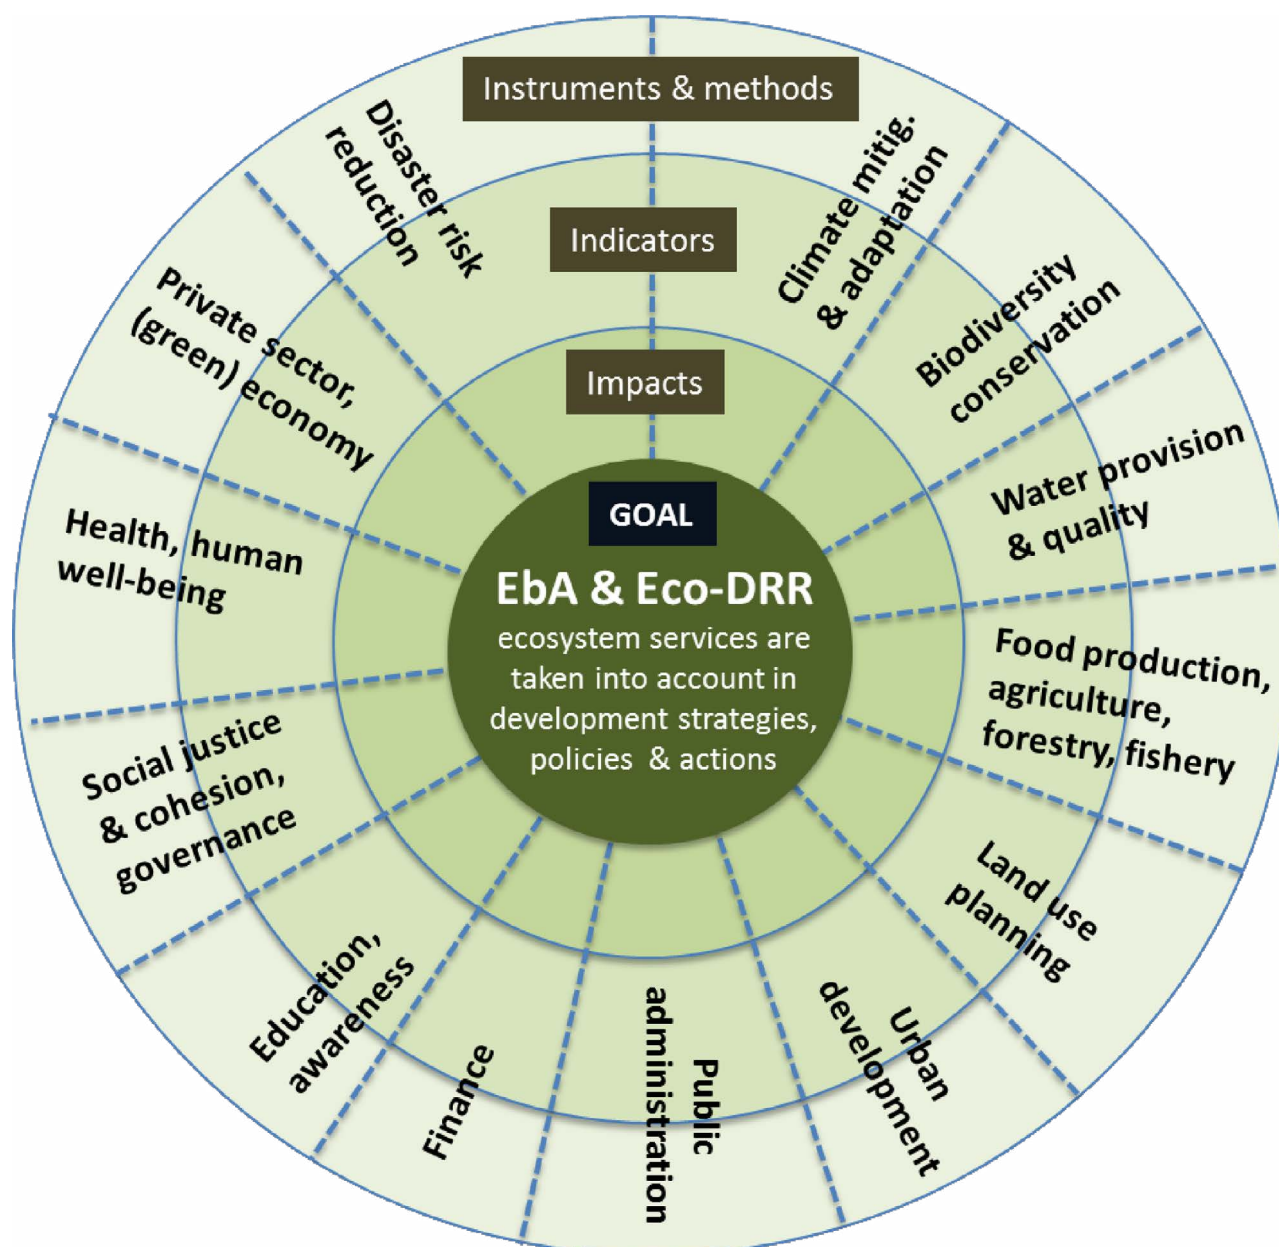 Instruments & methods
Indicators
Impacts
GOAL
EbA & Eco-DRR
ecosystem services are
taken into account in
development strategies,
policies & actions
Climate mitig.
& adaptation
Biodiversity
conservation
Water provision
& quality
Food production,
agriculture,
forestry, fishery
Land use
planning
Urban
development
Public
administration
Finance
Education,
awareness
Social justice
& cohesion,
governance
Health, human
well-being
Private sector,
(green) economy
Disaster risk
reduction